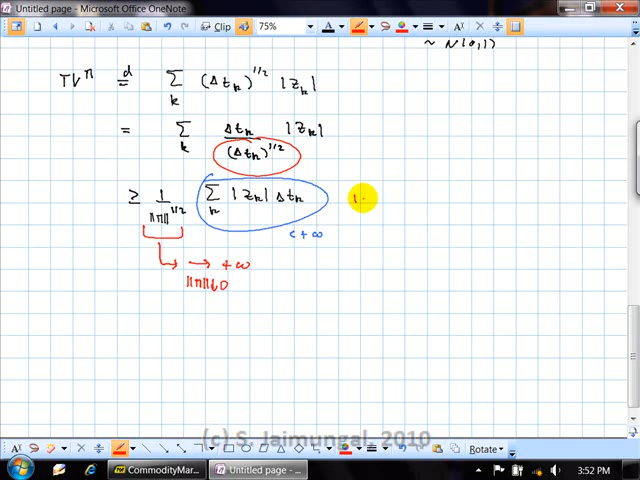 Untitled page - Microsoft Office OneNote
Clip
75%
~ N(0,1)
TV^Π =^d Σ_k (Δt_k)^1/2 |Z_k|
= Σ_k Δt_k / (Δt_k)^1/2 |Z_k|
≥ 1 / ||Π||^1/2 Σ_k |Z_k| Δt_k
< +∞
→ +∞
||Π||↓0
(c) S. Jaimungal, 2010
Rotate
CommodityMar...
Untitled page - Micr...
3:52 PM